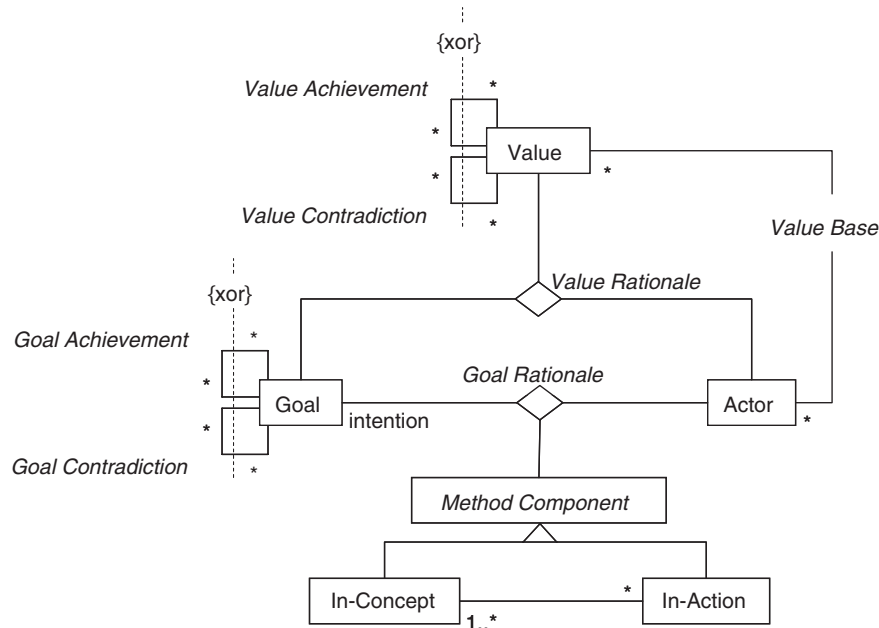 {xor}
Value Achievement
*
*
Value
*
*
Value Contradiction
*
Value Base
{xor}
Value Rationale
Goal Achievement
*
Goal Rationale
*
Goal
Actor
intention
*
*
Goal Contradiction
*
Method Component
In-Concept
*
In-Action
1..*